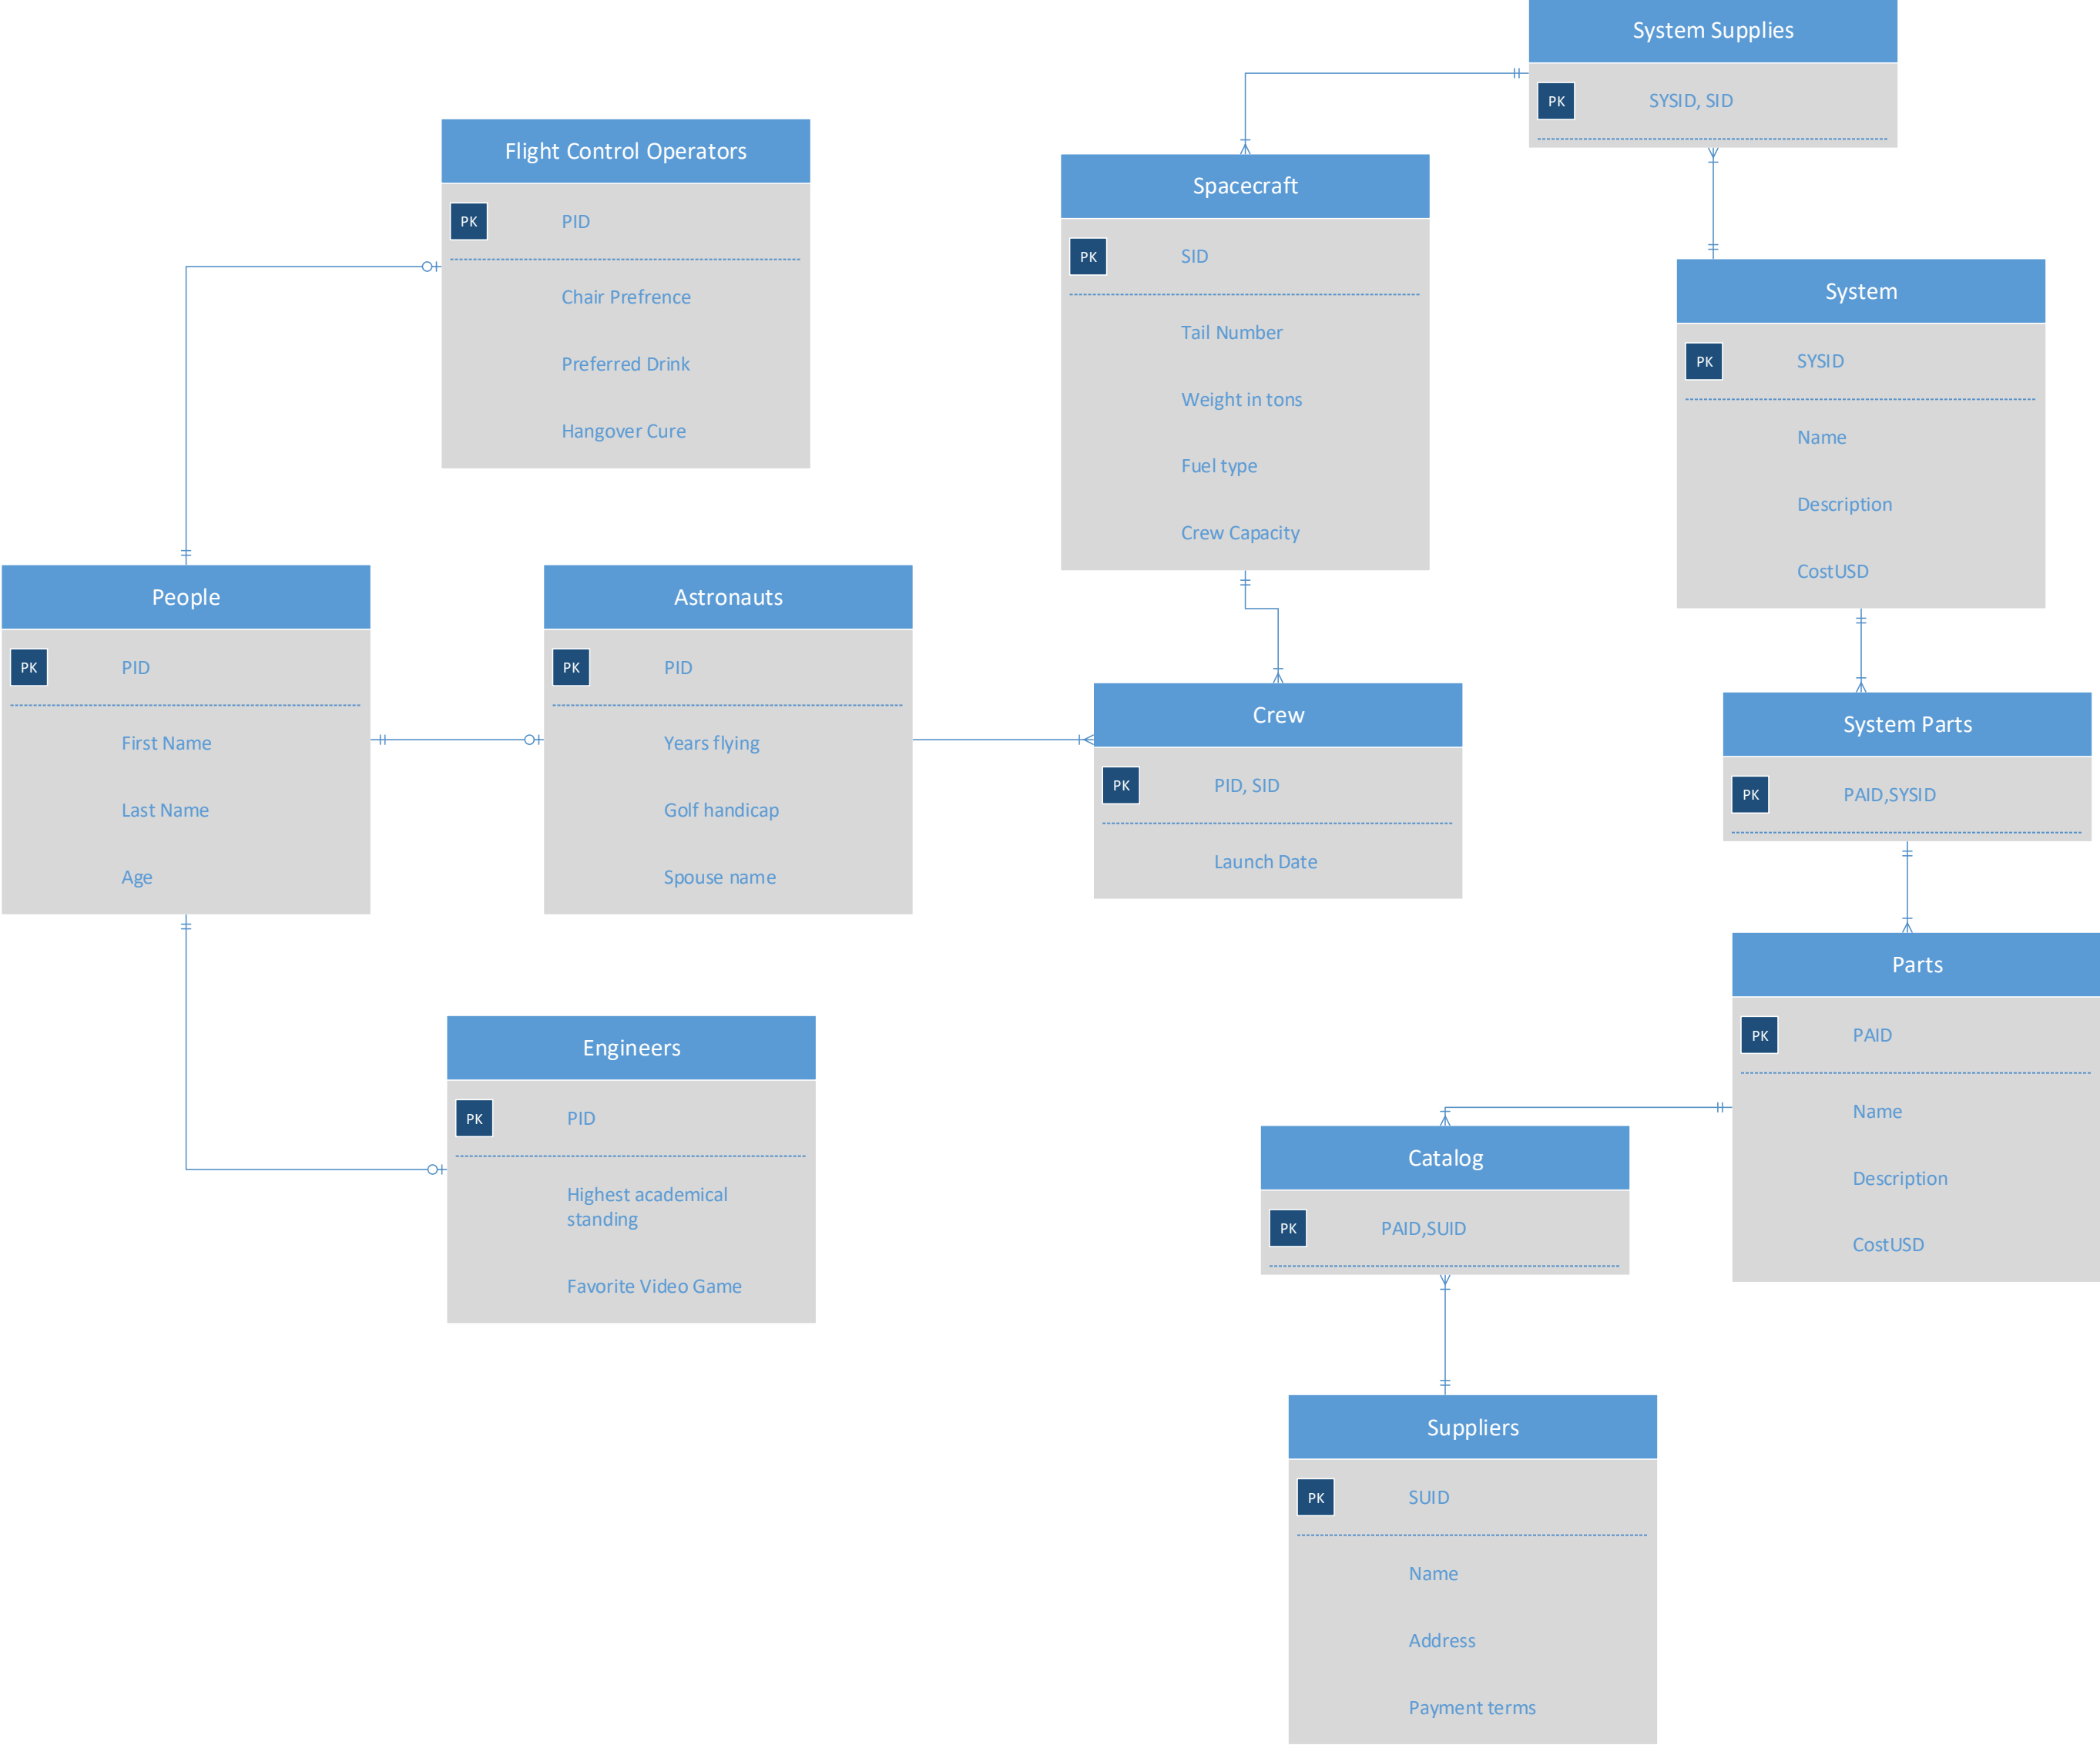 System Supplies
PK
SYSID, SID
Flight Control Operators
PK
PID
Chair Prefrence
Preferred Drink
Hangover Cure
Spacecraft
PK
SID
Tail Number
Weight in tons
Fuel type
Crew Capacity
System
PK
SYSID
Name
Description
CostUSD
People
PK
PID
First Name
Last Name
Age
Astronauts
PK
PID
Years flying
Golf handicap
Spouse name
Crew
PK
PID, SID
Launch Date
System Parts
PK
PAID,SYSID
Engineers
PK
PID
Highest academical
standing
Favorite Video Game
Parts
PK
PAID
Name
Description
CostUSD
Catalog
PK
PAID,SUID
Suppliers
PK
SUID
Name
Address
Payment terms